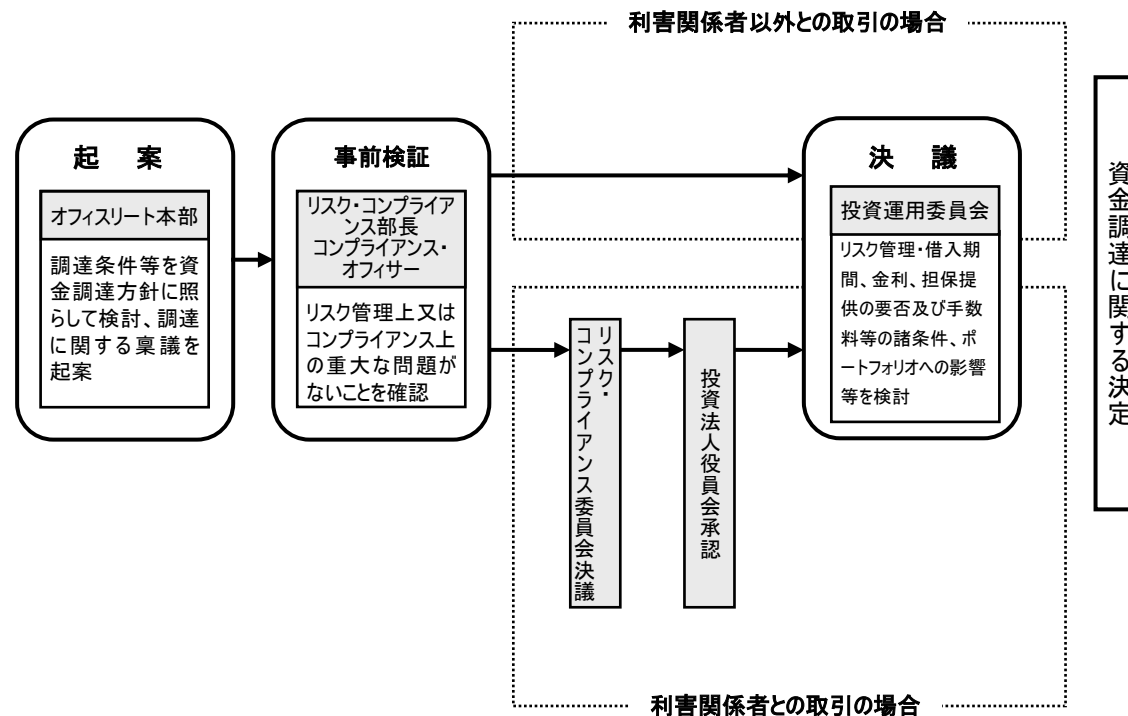 利害関係者以外との取引の場合
起　案
オフィスリート本部
調達条件等を資
金調達方針に照
らして検討、調達
に関する稟議を
起案
事前検証
リスク・コンプライア
ンス部長
コンプライアンス・
オフィサー
リスク管理上又は
コンプライアンス上
の重大な問題が
ないことを確認
リスク・
コンプライアンス委員会決議
投資法人役員会承認
決　議
投資運用委員会
リスク管理・借入期
間、金利、担保提
供の要否及び手数
料等の諸条件、ポ
ートフォリオへの影響
等を検討
資金調達に関する決定
利害関係者との取引の場合